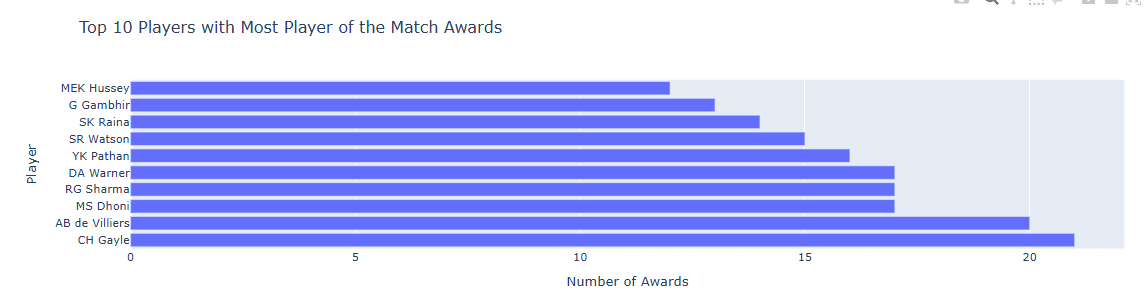 Top 10 Players with Most Player of the Match Awards
Player
MEK Hussey
G Gambhir
SK Raina
SR Watson
YK Pathan
DA Warner
RG Sharma
MS Dhoni
AB de Villiers
CH Gayle
0 5 10 15 20
Number of Awards